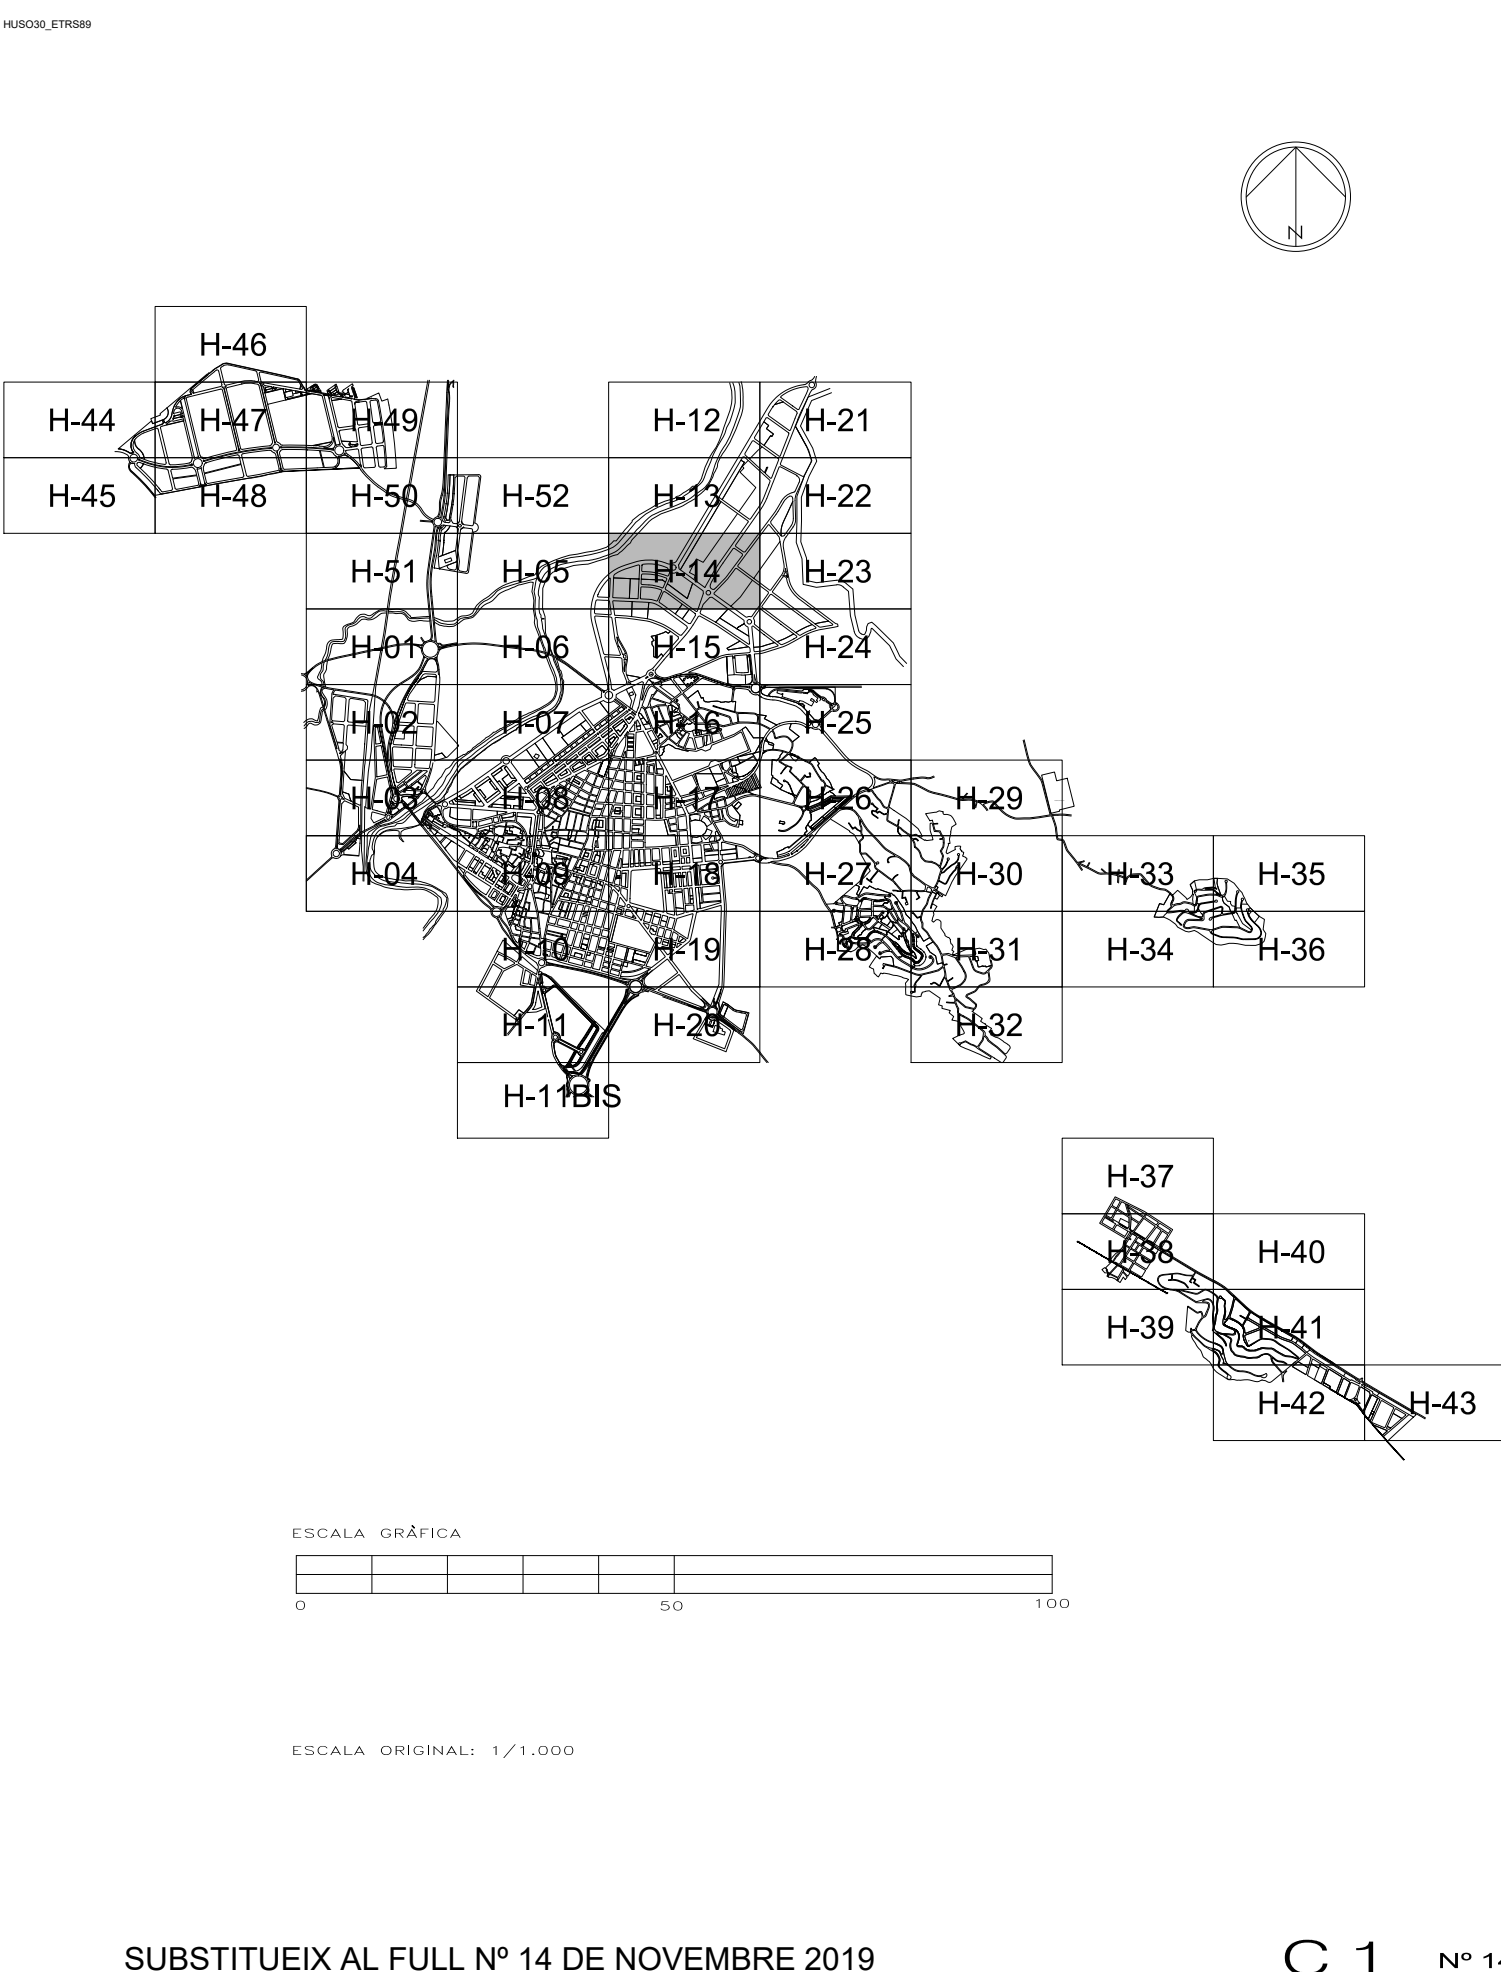 HUSO30_ETRS89
N
H-46
H-44 H-47 H-49 H-12 H-21
H-45 H-48 H-50 H-52 H-13 H-22
H-51 H-05 H-14 H-23
H-01 H-06 H-15 H-24
H-02 H-07 H-16 H-25
H-03 H-08 H-17 H-26 H-29
H-04 H-09 H-18 H-27 H-30 H-33 H-35
H-10 H-19 H-28 H-31 H-34 H-36
H-11 H-20 H-32
H-11BIS
H-37
H-38 H-40
H-39 H-41
H-42 H-43
ESCALA GRÀFICA
0 50 100
ESCALA ORIGINAL: 1/1.000
SUBSTITUEIX AL FULL Nº 14 DE NOVEMBRE 2019
C 1 Nº 14